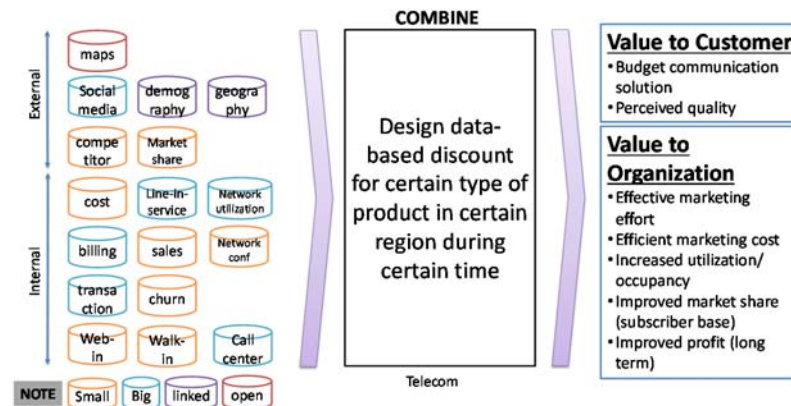 COMBINE
External
maps
Social
media
demog
raphy
geogra
phy
compe
titor
Market
share
Internal
cost
Line-in-
service
Network
utilization
billing
sales
Network
conf
transa
ction
churn
Web-
in
Walk-
in
Call
center
NOTE
Small
Big
linked
open
Design data-
based discount
for certain type of
product in certain
region during
certain time
Telecom
Value to Customer
• Budget communication
solution
• Perceived quality
Value to
Organization
• Effective marketing
effort
• Efficient marketing cost
• Increased utilization/
occupancy
• Improved market share
(subscriber base)
• Improved profit (long
term)